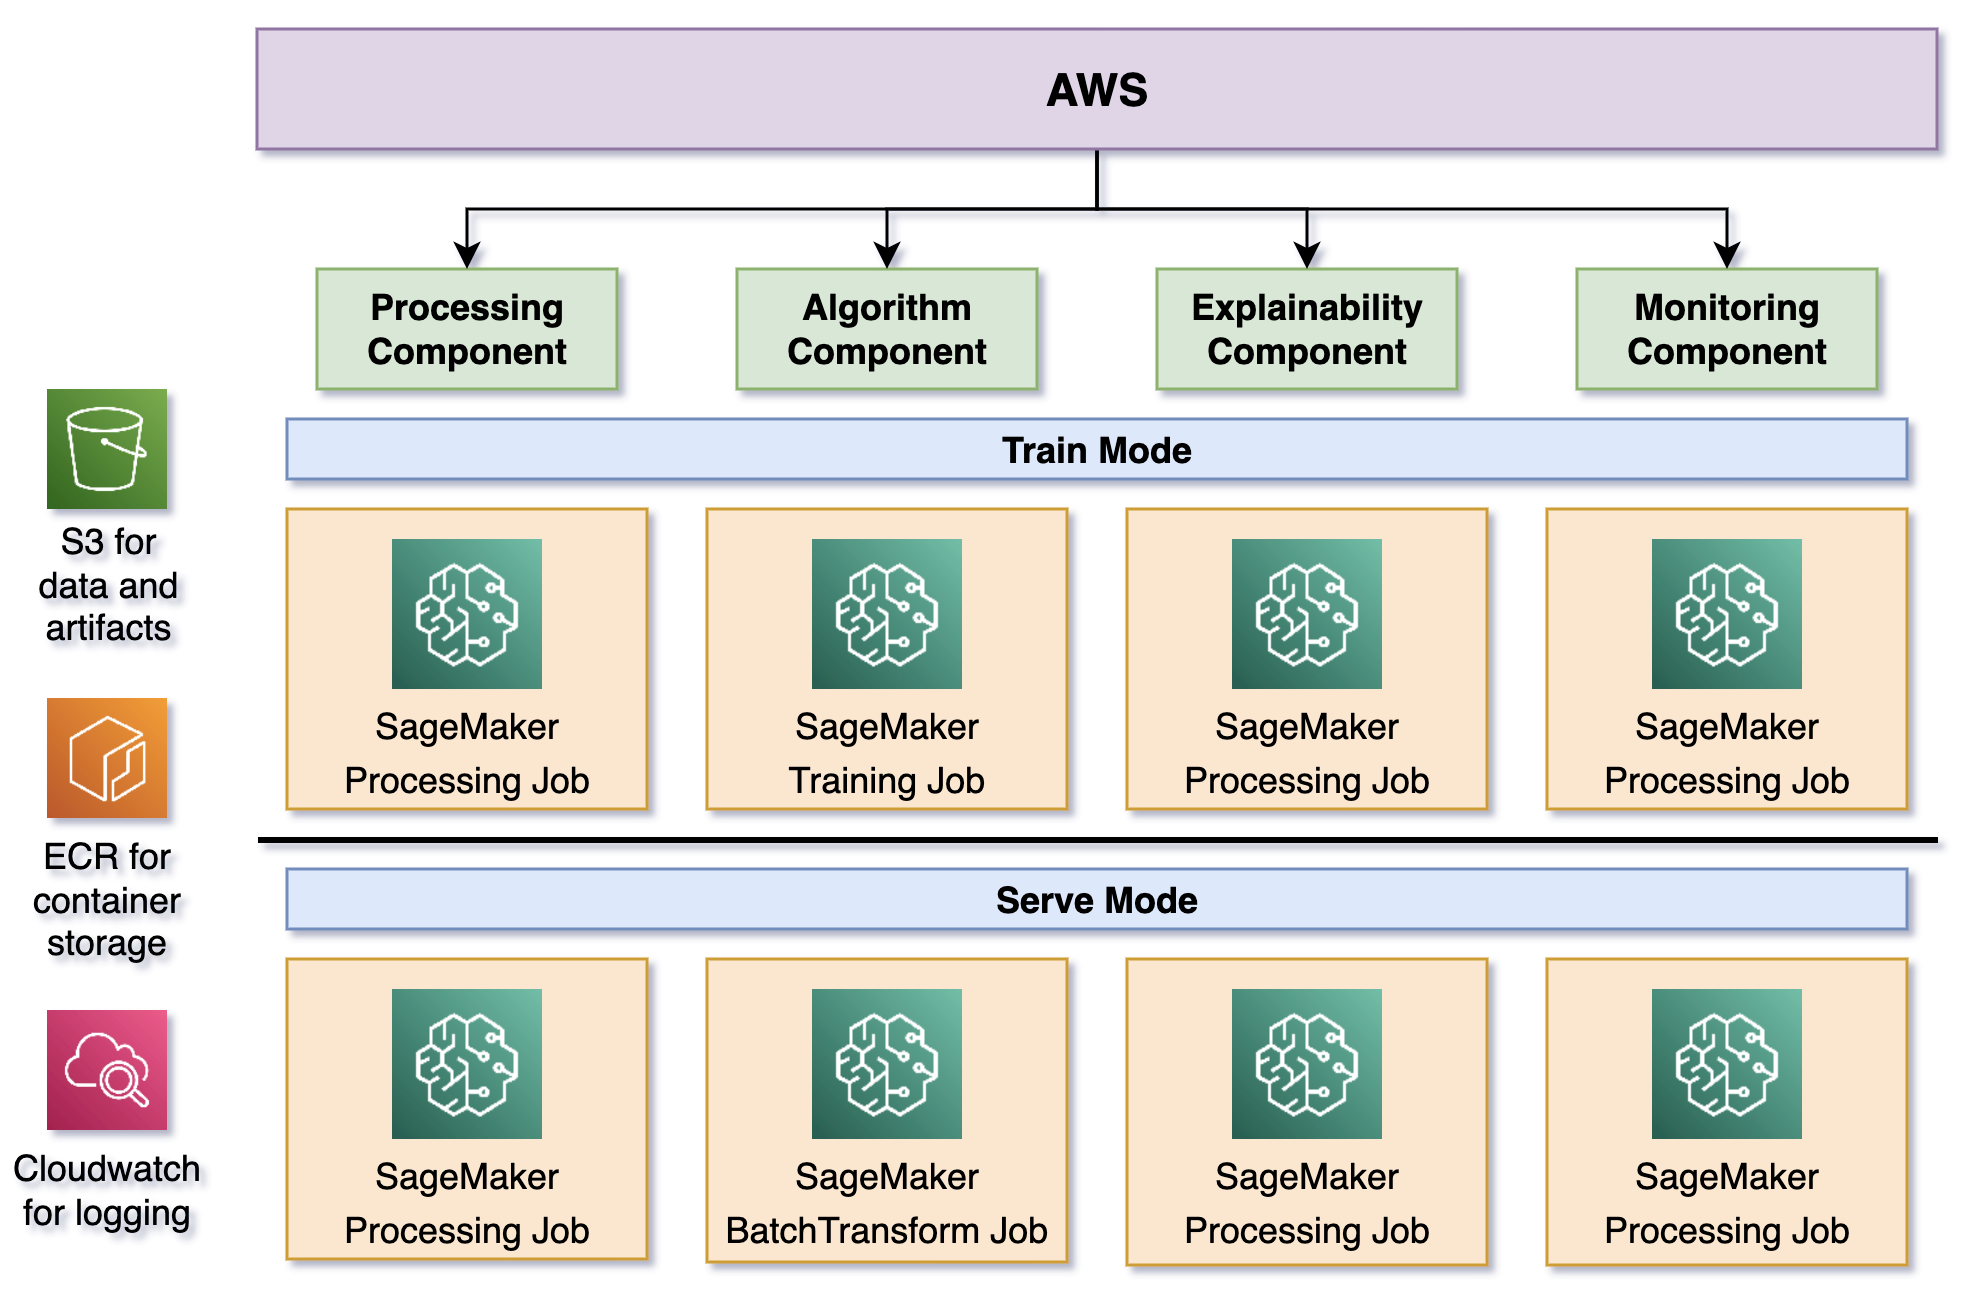 AWS
Processing
Component
Algorithm
Component
Explainability
Component
Monitoring
Component
Train Mode
S3 for
data and
artifacts
SageMaker
Processing Job
SageMaker
Training Job
SageMaker
Processing Job
SageMaker
Processing Job
ECR for
container
storage
Serve Mode
Cloudwatch
for logging
SageMaker
Processing Job
SageMaker
BatchTransform Job
SageMaker
Processing Job
SageMaker
Processing Job